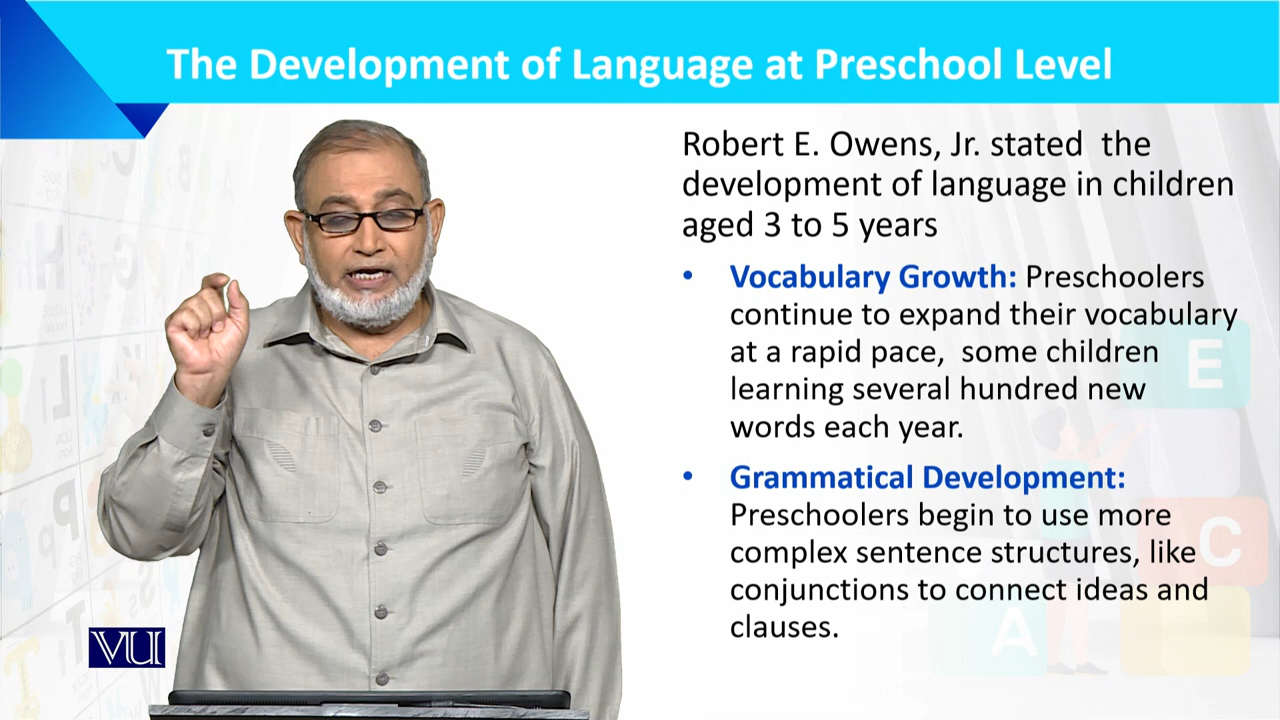 The Development of Language at Preschool Level
Robert E. Owens, Jr. stated the
development of language in children
aged 3 to 5 years
• Vocabulary Growth: Preschoolers
continue to expand their vocabulary
at a rapid pace, some children
learning several hundred new
words each year.
• Grammatical Development:
Preschoolers begin to use more
complex sentence structures, like
conjunctions to connect ideas and
clauses.
VU
E
C
A